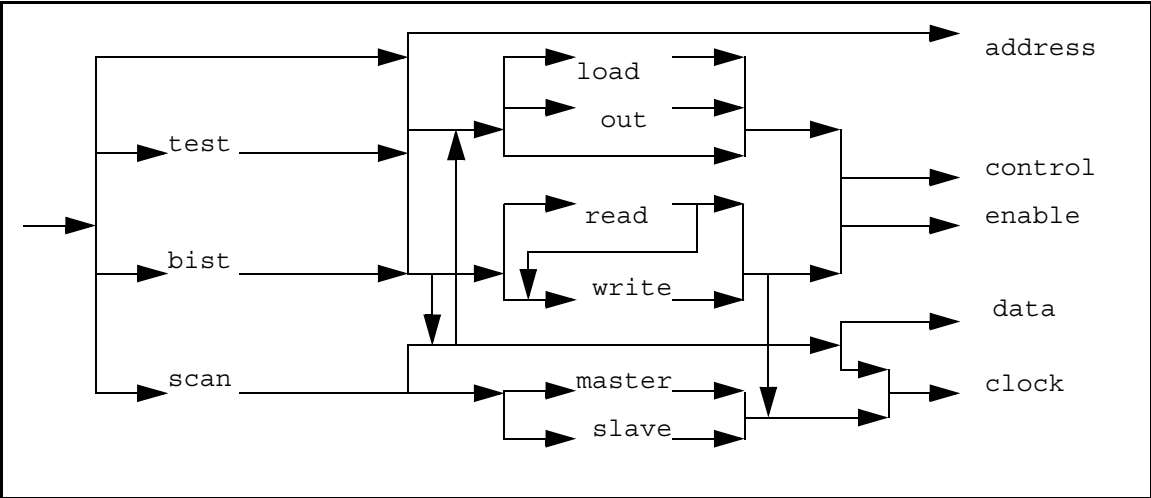 address
load
out
test
control
read
enable
bist
write
data
scan
master
clock
slave